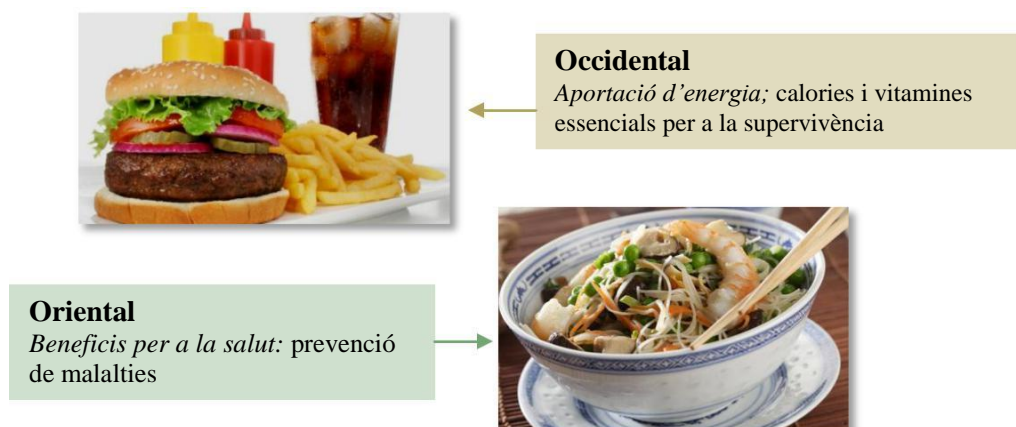 Occidental
Aportació d’energia; calories i vitamines
essencials per a la supervivència
Oriental
Beneficis per a la salut: prevenció
de malalties